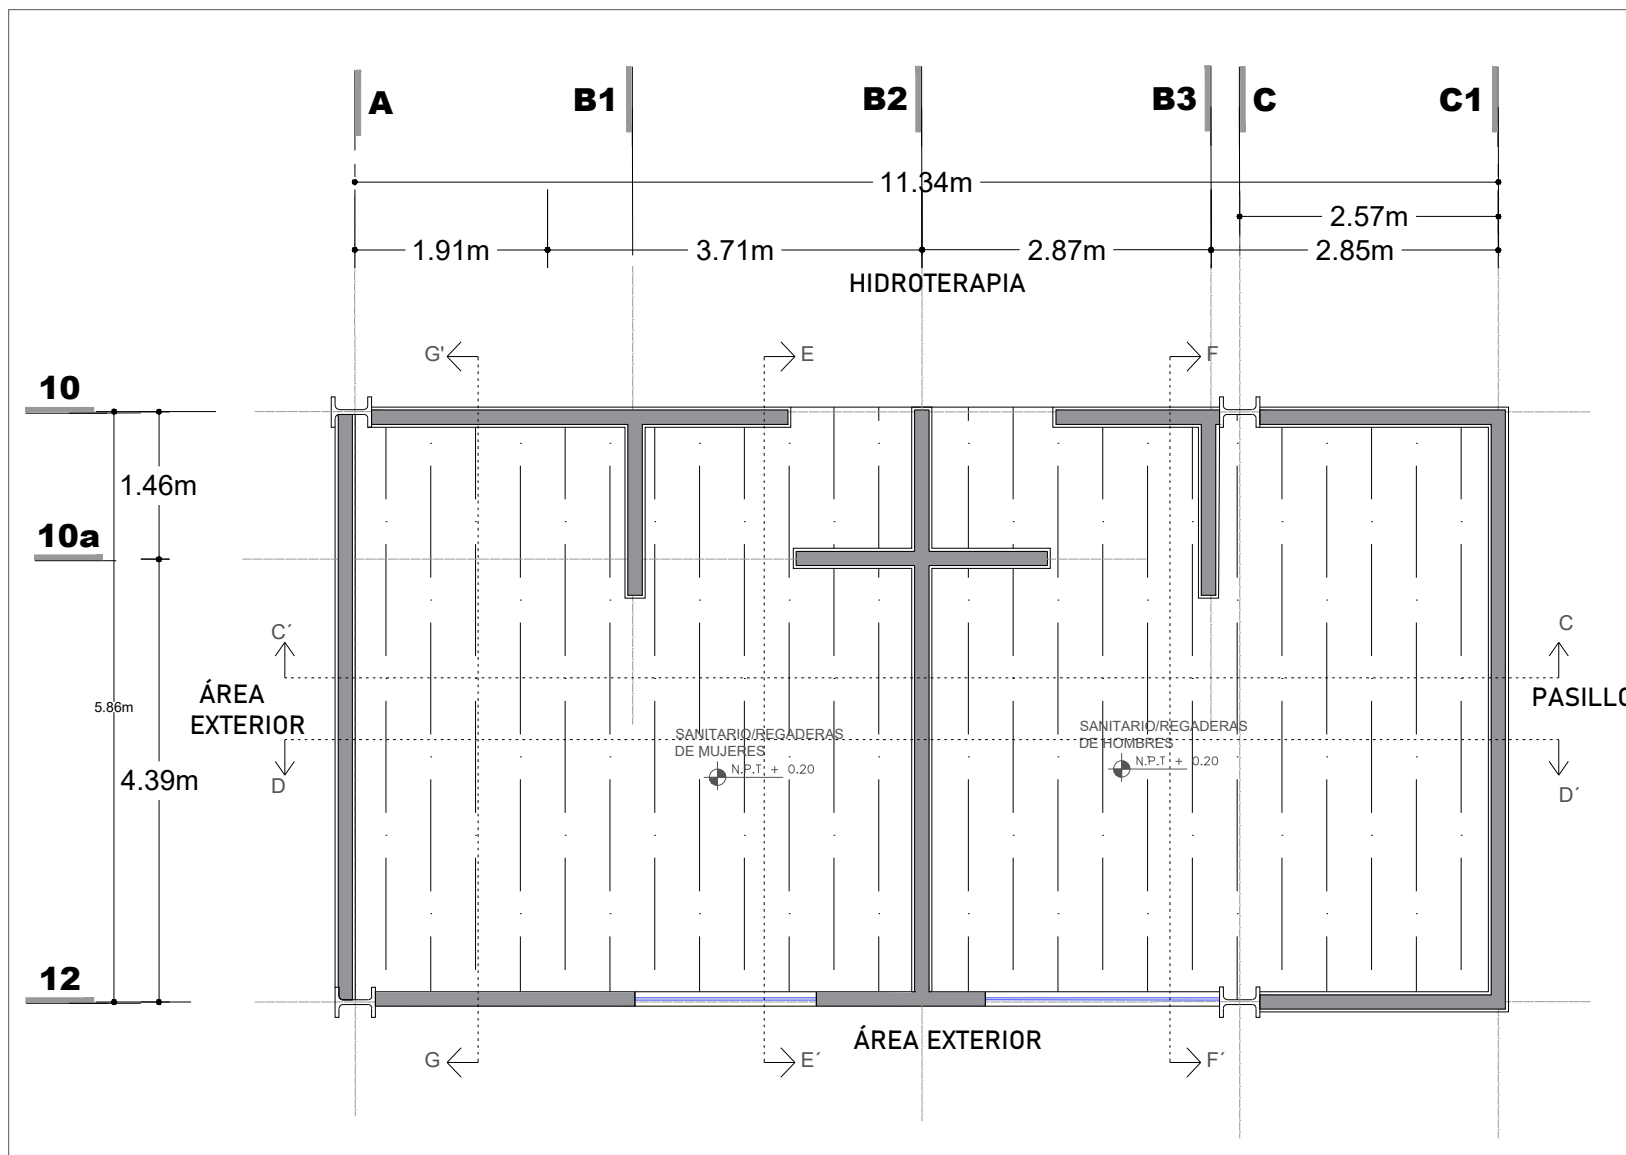 A
B1
B2
B3
C
C1
11.34m
2.57m
1.91m
3.71m
2.87m
2.85m
HIDROTERAPIA
G'
E
F
10
1.46m
10a
C´
C
ÁREA
EXTERIOR
5.86m
PASILLO
SANITARIO/REGADERAS
DE MUJERES
N.P.T. + 0.20
SANITARIO/REGADERAS
DE HOMBRES
N.P.T. + 0.20
4.39m
D
D´
12
ÁREA EXTERIOR
G
E´
F´